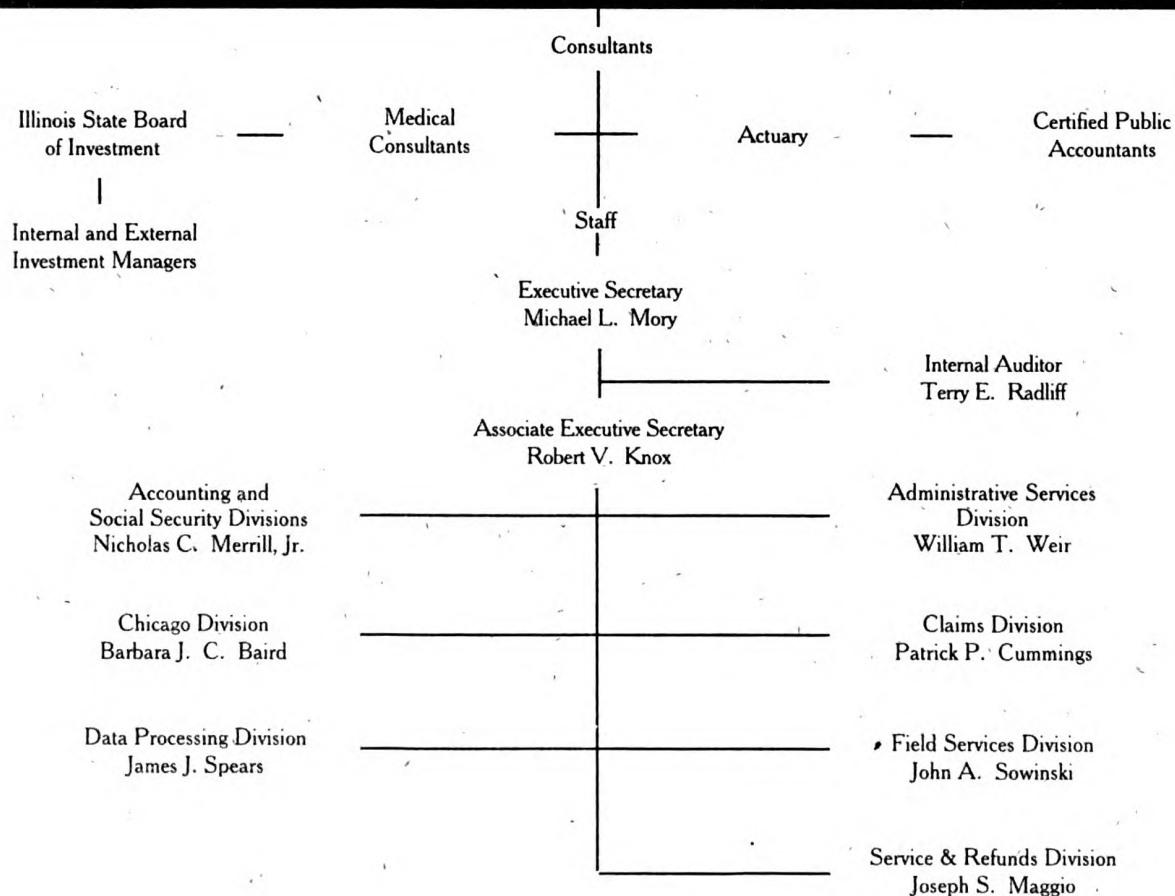 Consultants
Illinois State Board
of Investment
Medical
Consultants
Actuary
Certified Public
Accountants
Internal and External
Investment Managers
Staff
Executive Secretary
Michael L. Mory
Internal Auditor
Terry E. Radliff
Associate Executive Secretary
Robert V. Knox
Accounting and
Social Security Divisions
Nicholas C. Merrill, Jr.
Administrative Services
Division
William T. Weir
Chicago Division
Barbara J. C. Baird
Claims Division
Patrick P. Cummings
Data Processing Division
James J. Spears
Field Services Division
John A. Sowinski
Service & Refunds Division
Joseph S. Maggio